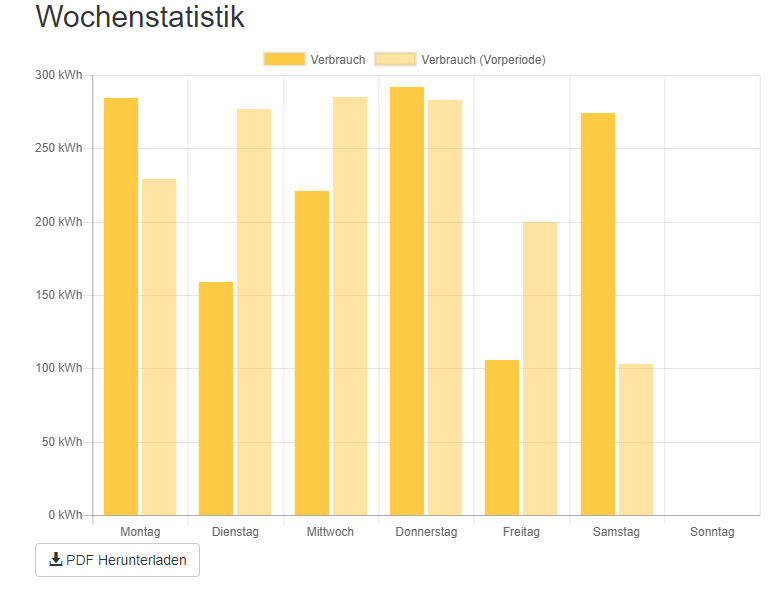 Wochenstatistik
Verbrauch Verbrauch (Vorperiode)
300 kWh
250 kWh
200 kWh
150 kWh
100 kWh
50 kWh
0 kWh
Montag Dienstag Mittwoch Donnerstag Freitag Samstag Sonntag
PDF Herunterladen